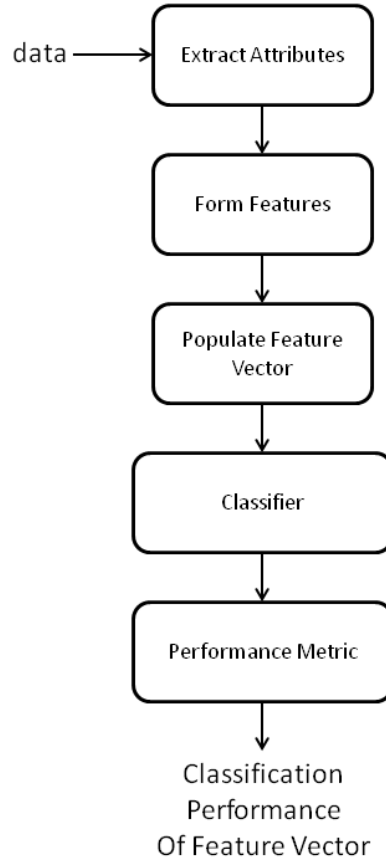 data
Extract Attributes
Form Features
Populate Feature
Vector
Classifier
Performance Metric
Classification
Performance
Of Feature Vector